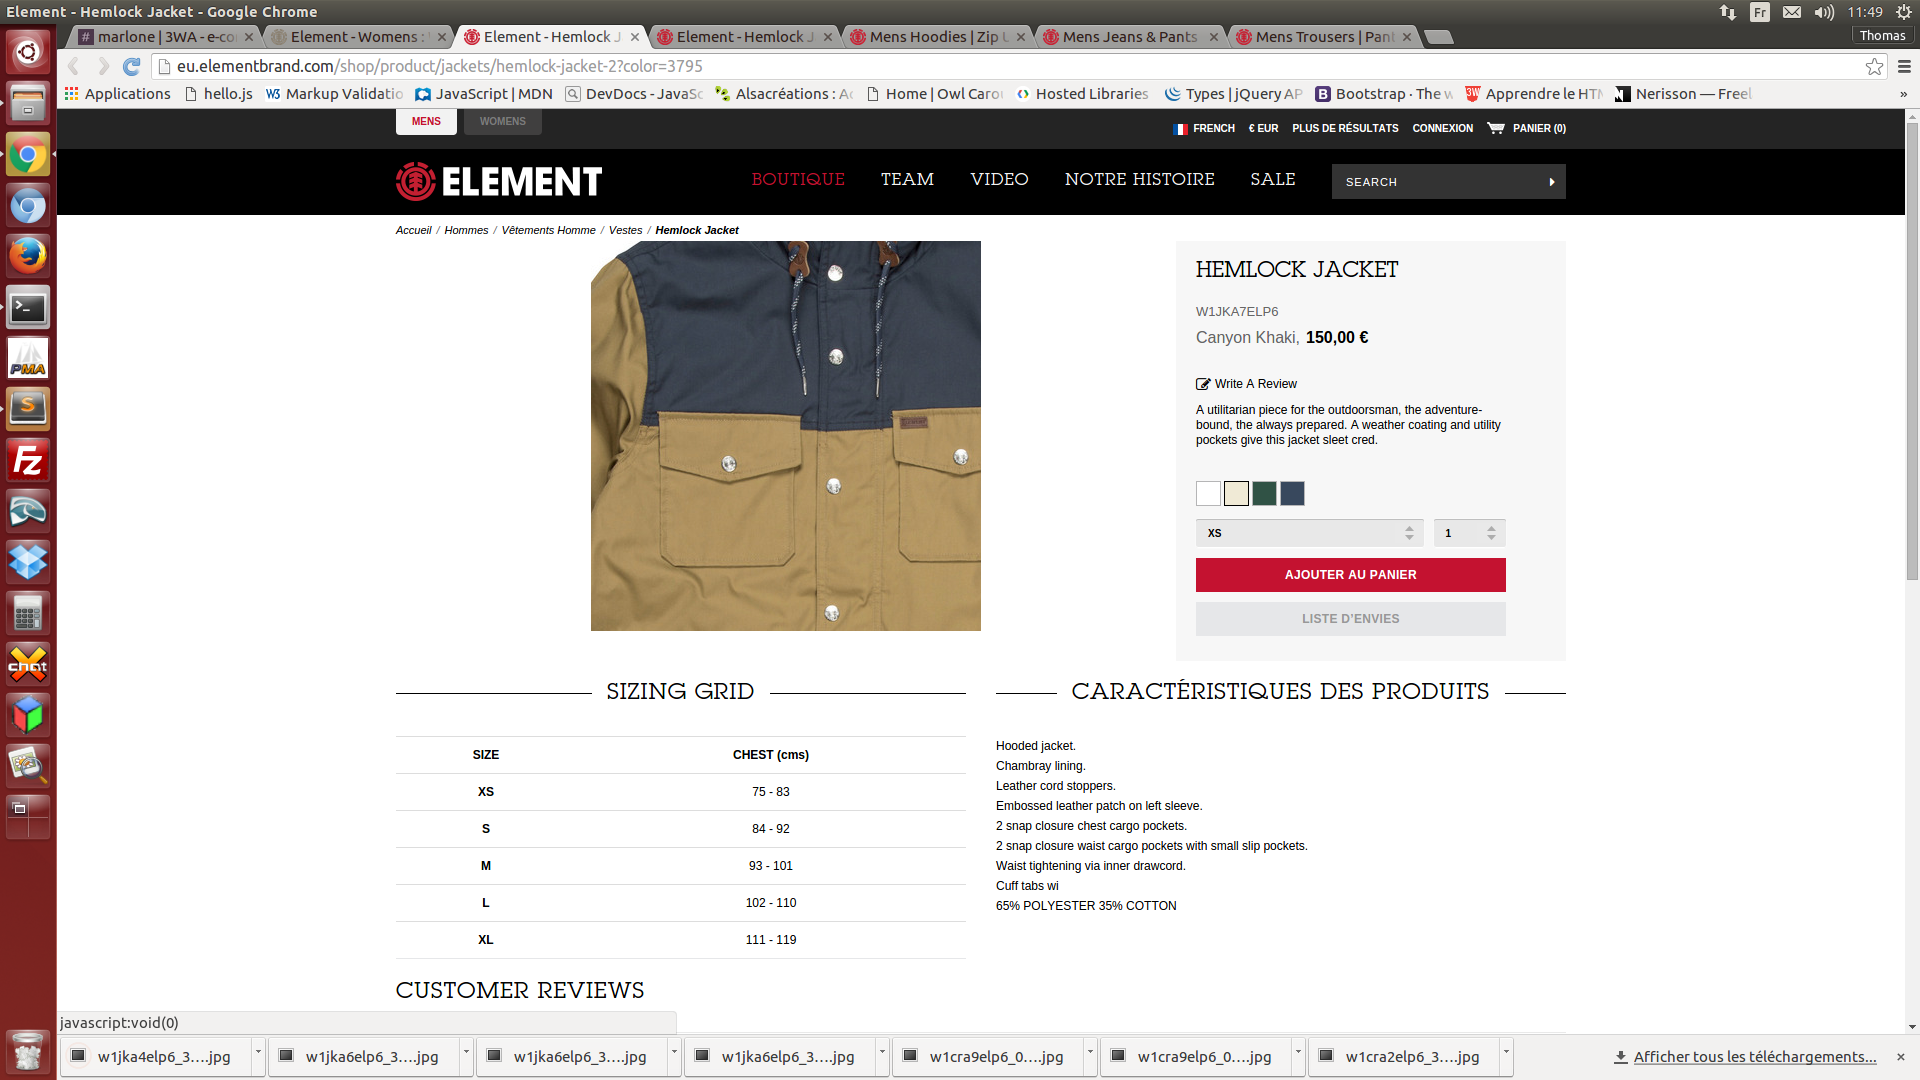 Element - Hemlock Jacket - Google Chrome
Fr
11:49
marlone | 3WA - e-co
Element - Womens :
Element - Hemlock J
Element - Hemlock J
Mens Hoodies | Zip U
Mens Jeans & Pants
Mens Trousers | Pant
Thomas
eu.elementbrand.com/shop/product/jackets/hemlock-jacket-2?color=3795
Applications
hello.js
Markup Validatio
JavaScript | MDN
DevDocs - JavaSc
Alsacréations : Ac
Home | Owl Carou
Hosted Libraries
Types | jQuery AP
Bootstrap · The w
Apprendre le HTM
Nerisson — Freel
»
MENS
WOMENS
FRENCH
€ EUR
PLUS DE RÉSULTATS
CONNEXION
PANIER (0)
ELEMENT
BOUTIQUE
TEAM
VIDEO
NOTRE HISTOIRE
SALE
SEARCH
Accueil / Hommes / Vêtements Homme / Vestes / Hemlock Jacket
HEMLOCK JACKET
W1JKA7ELP6
Canyon Khaki, 150,00 €
Write A Review
A utilitarian piece for the outdoorsman, the adventure-
bound, the always prepared. A weather coating and utility
pockets give this jacket sleet cred.
XS
1
AJOUTER AU PANIER
LISTE D'ENVIES
SIZING GRID
SIZE CHEST (cms)
XS 75 - 83
S 84 - 92
M 93 - 101
L 102 - 110
XL 111 - 119
CARACTÉRISTIQUES DES PRODUITS
Hooded jacket.
Chambray lining.
Leather cord stoppers.
Embossed leather patch on left sleeve.
2 snap closure chest cargo pockets.
2 snap closure waist cargo pockets with small slip pockets.
Waist tightening via inner drawcord.
Cuff tabs wi
65% POLYESTER 35% COTTON
CUSTOMER REVIEWS
javascript:void(0)
w1jka4elp6_3....jpg
w1jka6elp6_3....jpg
w1jka6elp6_3....jpg
w1jka6elp6_3....jpg
w1cra9elp6_0....jpg
w1cra9elp6_0....jpg
w1cra2elp6_3....jpg
Afficher tous les téléchargements...
PMA
S
Fz
chat